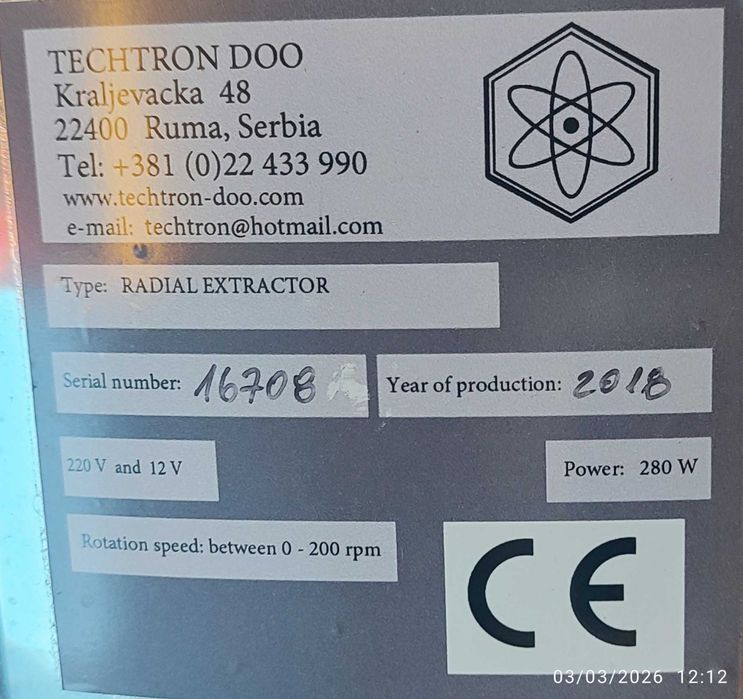 TECHTRON DOO
Kraljevacka 48
22400 Ruma, Serbia
Tel: +381 (0)22 433 990
www.techtron-doo.com
e-mail: techtron@hotmail.com
Type: RADIAL EXTRACTOR
Serial number: 16708
Year of production: 2018
220 V and 12 V
Power: 280 W
Rotation speed: between 0 - 200 rpm
CE
03/03/2026 12:12